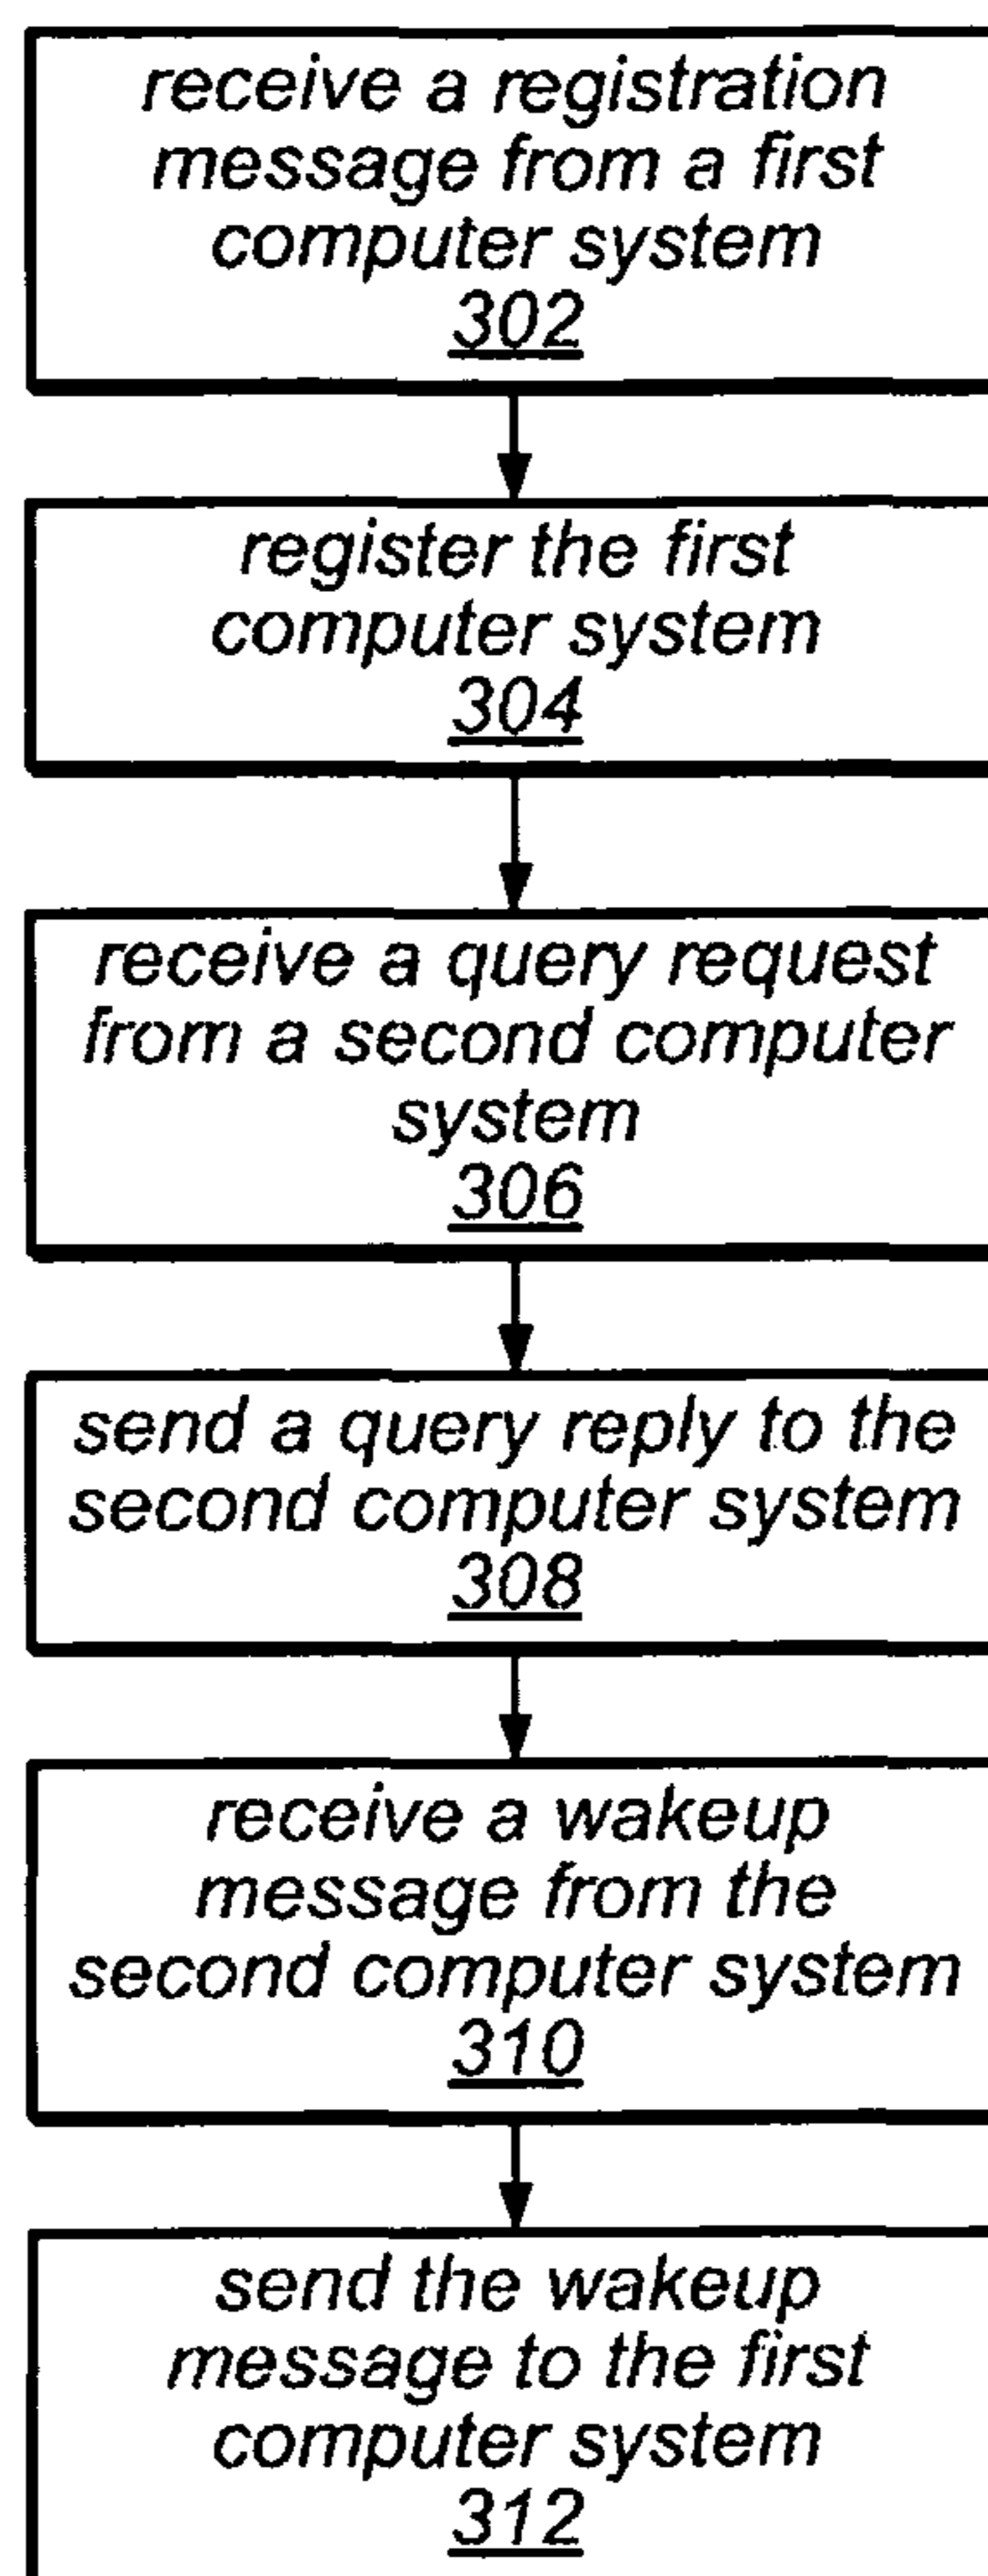 receive a registration
message from a first
computer system
302
register the first
computer system
304
receive a query request
from a second computer
system
306
send a query reply to the
second computer system
308
receive a wakeup
message from the
second computer system
310
send the wakeup
message to the first
computer system
312